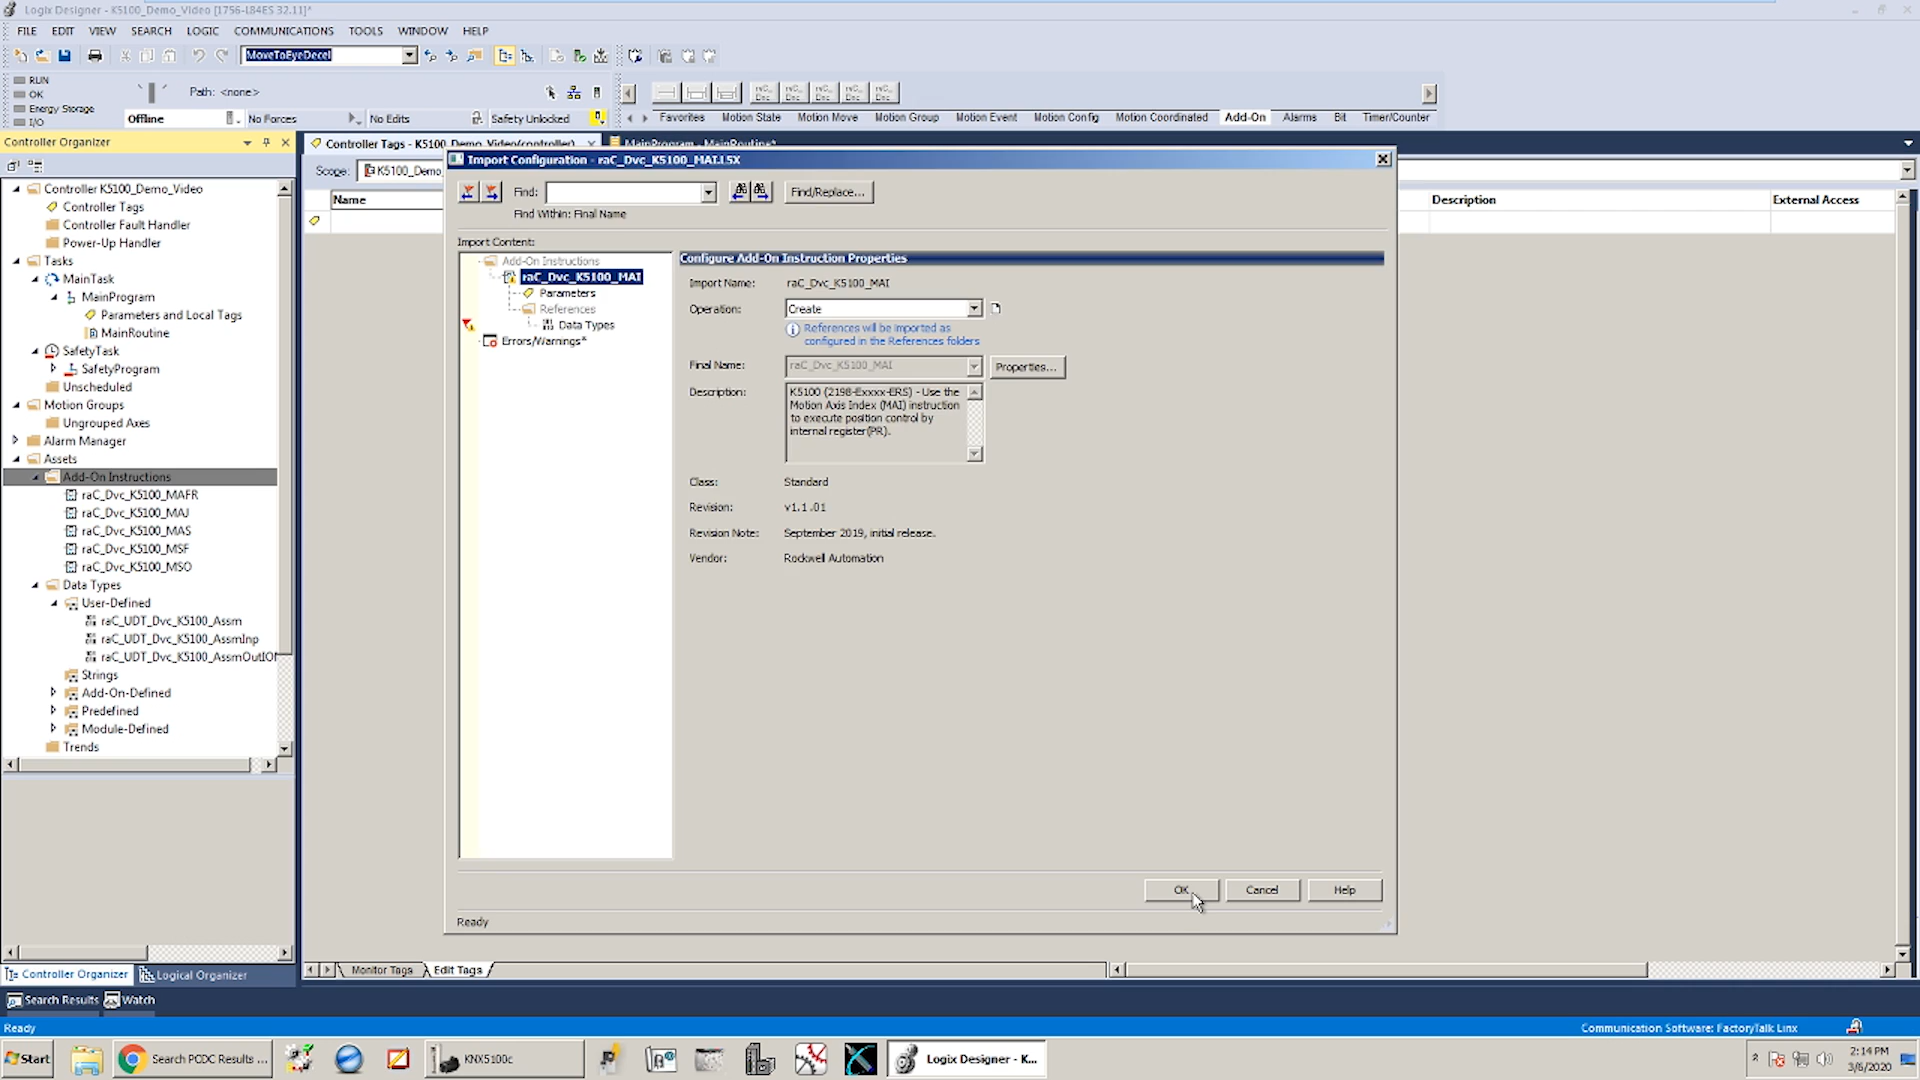 Logix Designer - K5100_Demo_Video [1756-L84ES 32.11]*
FILE EDIT VIEW SEARCH LOGIC COMMUNICATIONS TOOLS WINDOW HELP
MoveToEyeDecel
RUN
OK
Energy Storage
I/O
Path: <none>
Offline
No Forces
No Edits
Safety Unlocked
Favorites Motion State Motion Move Motion Group Motion Event Motion Config Motion Coordinated Add-On Alarms Bit Timer/Counter
Controller Organizer
Controller K5100_Demo_Video
Controller Tags
Controller Fault Handler
Power-Up Handler
Tasks
MainTask
MainProgram
Parameters and Local Tags
MainRoutine
SafetyTask
SafetyProgram
Unscheduled
Motion Groups
Ungrouped Axes
Alarm Manager
Assets
Add-On Instructions
raC_Dvc_K5100_MAFR
raC_Dvc_K5100_MAJ
raC_Dvc_K5100_MAS
raC_Dvc_K5100_MSF
raC_Dvc_K5100_MSO
Data Types
User-Defined
raC_UDT_Dvc_K5100_Assm
raC_UDT_Dvc_K5100_AssmInp
raC_UDT_Dvc_K5100_AssmOutIO
Strings
Add-On-Defined
Predefined
Module-Defined
Trends
Controller Organizer Logical Organizer
Controller Tags - K5100_Demo_Video(controller)
MainProgram - MainRoutine*
Scope: K5100_Demo_
Name
Description
External Access
Import Configuration - raC_Dvc_K5100_MAI.L5X
Find:
Find/Replace...
Find Within: Final Name
Import Content:
Add-On Instructions
raC_Dvc_K5100_MAI
Parameters
References
Data Types
Errors/Warnings*
Configure Add-On Instruction Properties
Import Name: raC_Dvc_K5100_MAI
Operation: Create
References will be imported as
configured in the References folders
Final Name: raC_Dvc_K5100_MAI Properties...
Description: K5100 (2198-Exxxx-ERS) - Use the
Motion Axis Index (MAI) instruction
to execute position control by
internal register(PR).
Class: Standard
Revision: v1.1 .01
Revision Note: September 2019, initial release.
Vendor: Rockwell Automation
OK Cancel Help
Ready
Monitor Tags Edit Tags
Search Results Watch
Ready
Communication Software: FactoryTalk Linx
Start
Search PCDC Results ...
KNX5100c
Logix Designer - K...
2:14 PM
3/6/2020